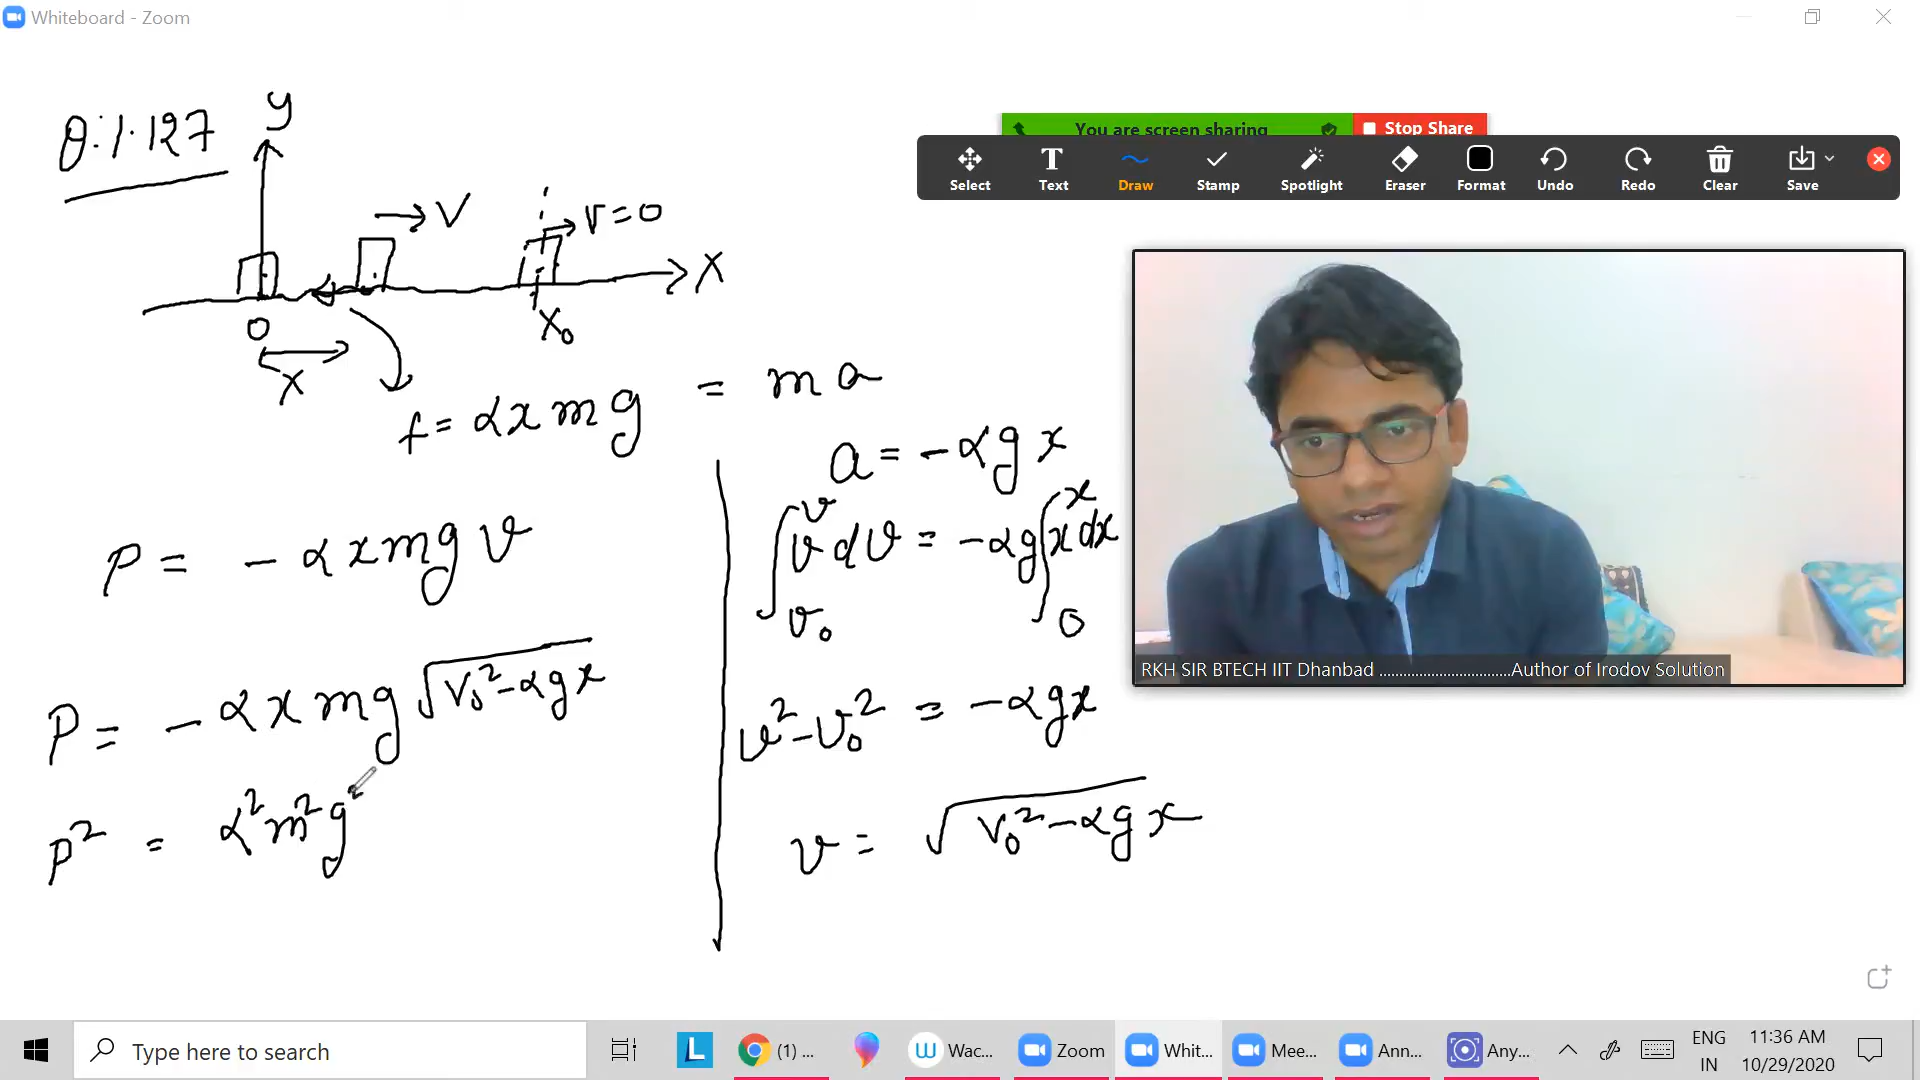 Whiteboard - Zoom
You are screen sharing
Stop Share
Select
Text
Draw
Stamp
Spotlight
Eraser
Format
Undo
Redo
Clear
Save
Q:1.127
y
V
V=0
X
0
X₀
X
f = αxmg = ma
a = -αgx
∫ᵥ₀ᵛ v dv = -αg ∫₀ˣ x dx
v² - v₀² = -αgx
v = √(V₀² - αgx)
P = - αxmg v
P = - αxmg √(V₀² - αgx)
P² = α²m²g²
RKH SIR BTECH IIT Dhanbad ................................Author of Irodov Solution
Type here to search
L
(1) ...
W
Wac...
Zoom
Whit...
Mee...
Ann...
Any...
ENG
IN
11:36 AM
10/29/2020